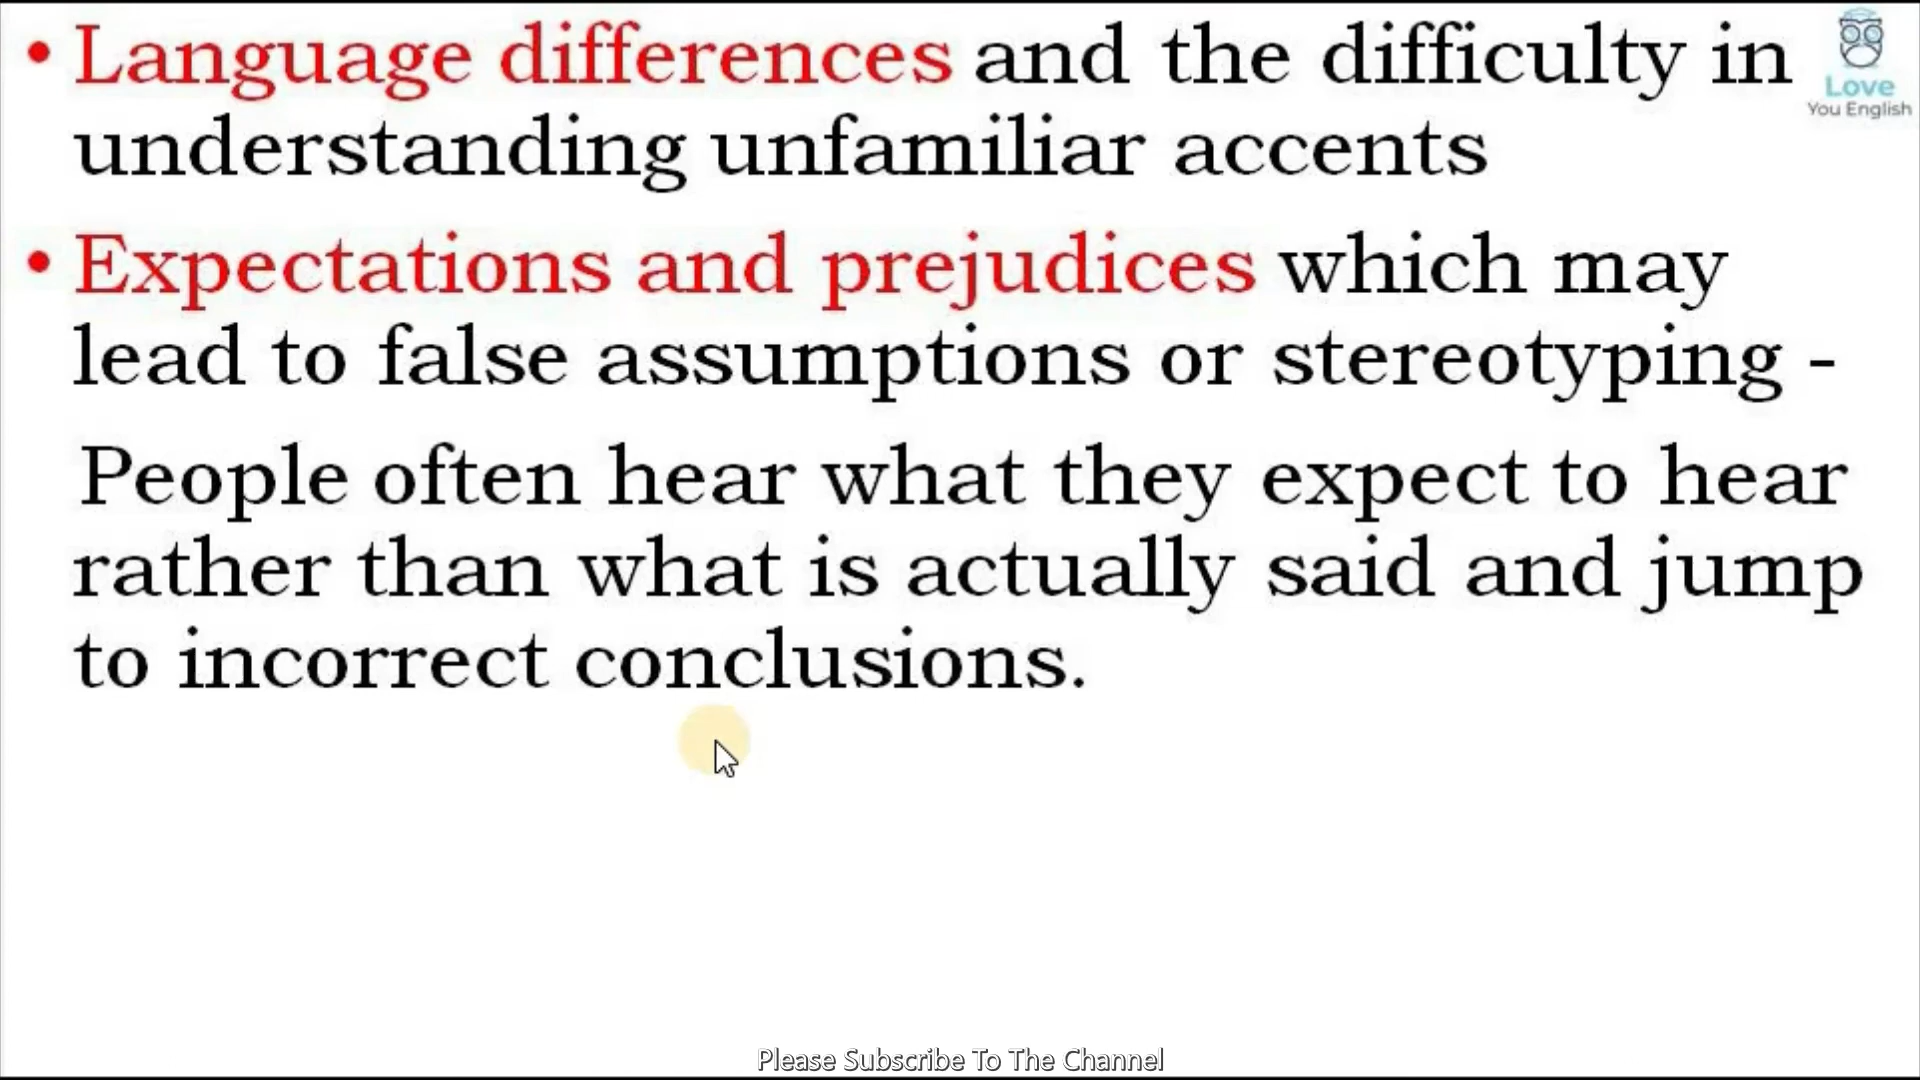 • Language differences and the difficulty in
understanding unfamiliar accents
• Expectations and prejudices which may
lead to false assumptions or stereotyping -
People often hear what they expect to hear
rather than what is actually said and jump
to incorrect conclusions.
Love
You English
Please Subscribe To The Channel